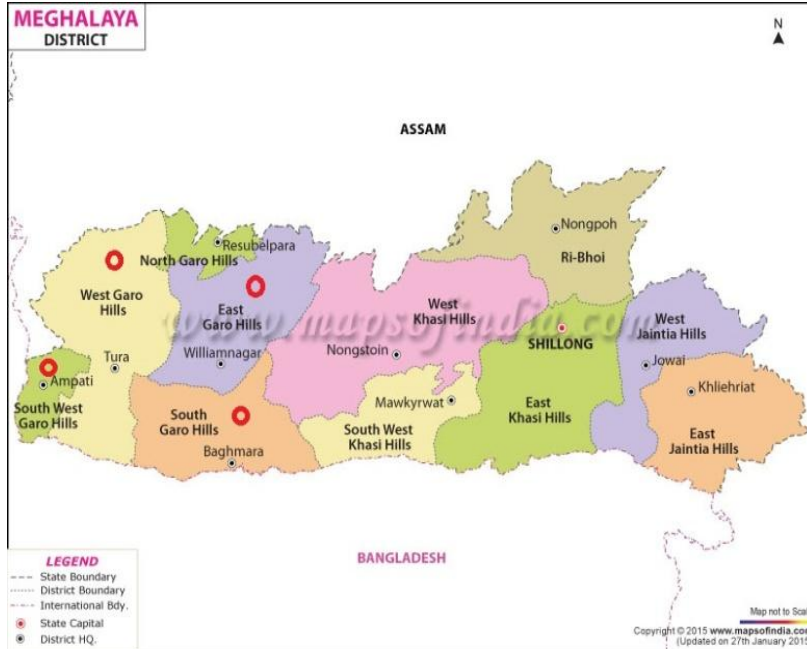 MEGHALAYA
DISTRICT
N
ASSAM
Nongpoh
Resubelpara
North Garo Hills
Ri-Bhoi
West Garo
Hills
East
Garo Hills
West
Khasi Hills
www.mapsofindia.com
West
Jaintia Hills
SHILLONG
Tura
Williamnagar
Nongstoin
Jowai
Ampati
Khliehriat
Mawkyrwat
South West
Garo Hills
South
Garo Hills
South West
Khasi Hills
East
Khasi Hills
East
Jaintia Hills
Baghmara
BANGLADESH
LEGEND
State Boundary
District Boundary
International Bdy.
State Capital
District HQ.
Map not to Scal
Copyright © 2015 www.mapsofindia.com
(Updated on 27th January 2015